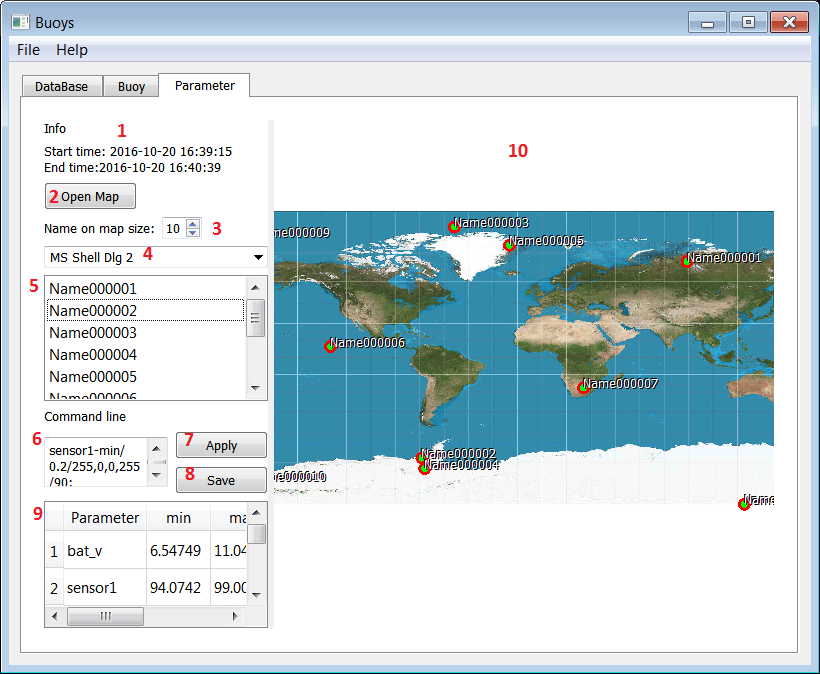 Buoys
File Help
DataBase Buoy Parameter
Info 1
Start time: 2016-10-20 16:39:15
End time:2016-10-20 16:40:39
2 Open Map
Name on map size: 10 3
MS Shell Dlg 2 4
5 Name000001
Name000002
Name000003
Name000004
Name000005
Name000006
Command line
6 sensor1-min/
0.2/255,0,0,255
/90;
7 Apply
8 Save
9 Parameter min ma
1 bat_v 6.54749 11.04
2 sensor1 94.0742 99.00
10
Name000003
me000009
Name000005
Name000001
Name000006
Name000007
Name000002
Name000004
me000010
Name